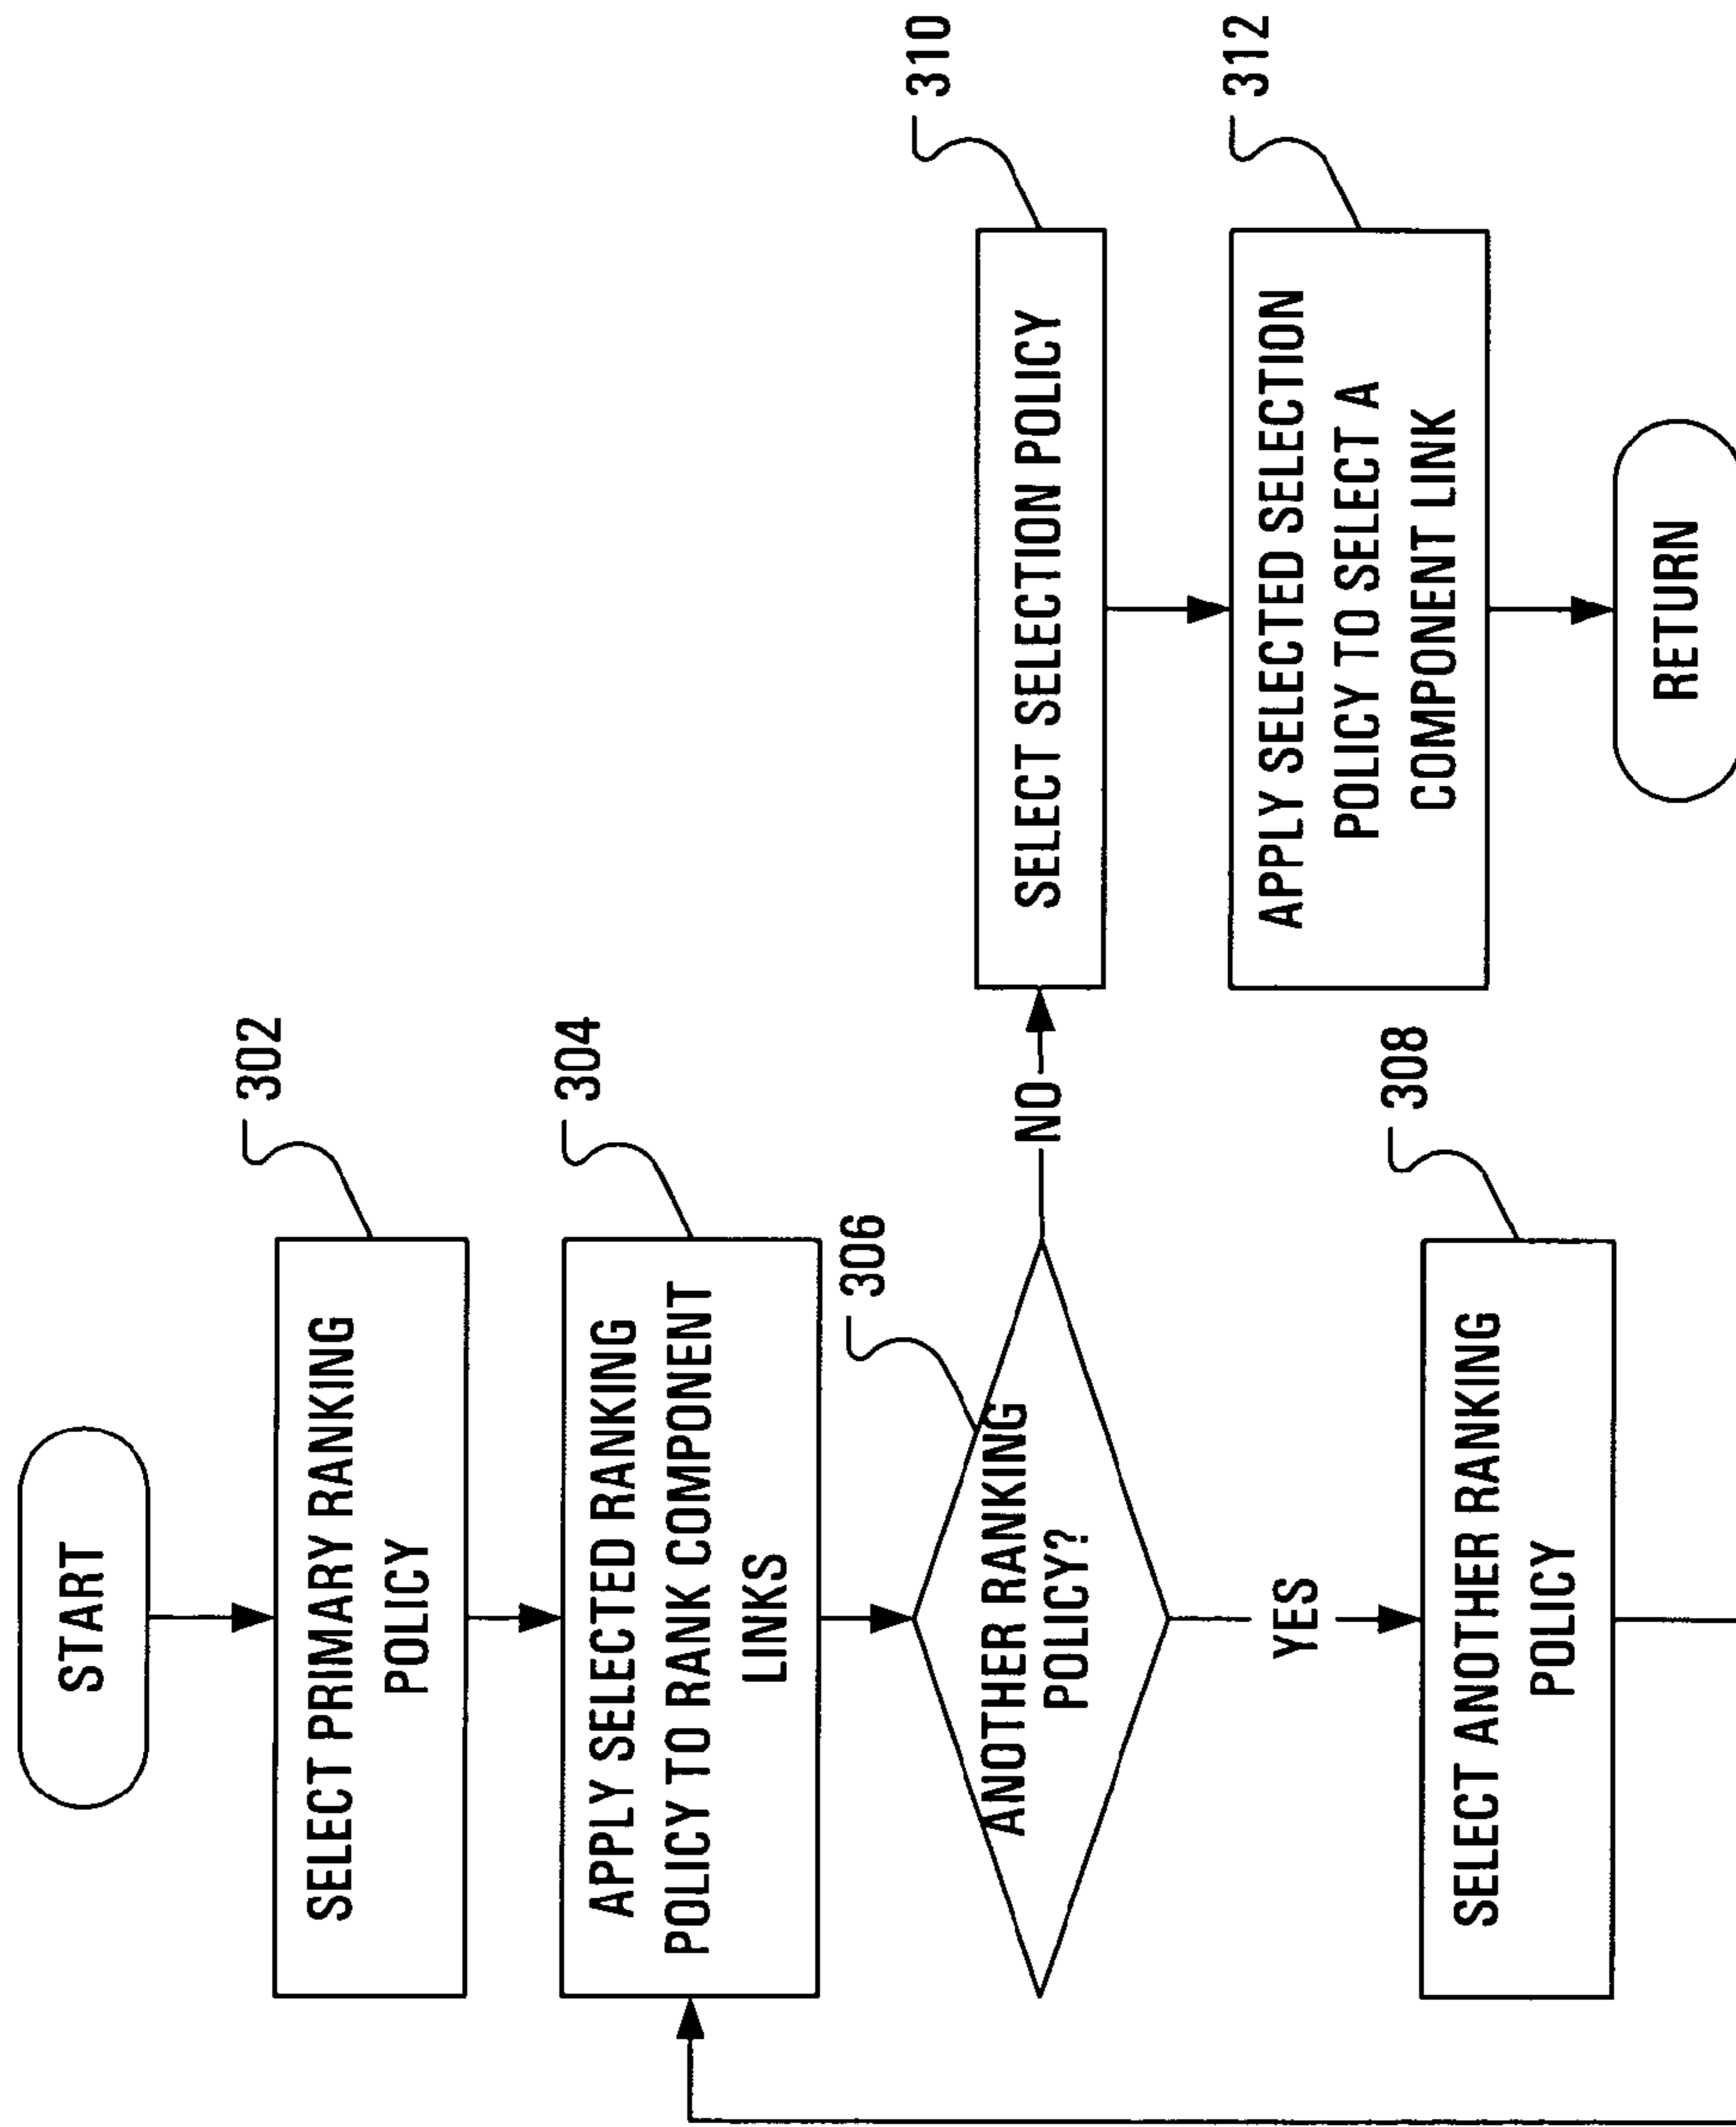 START
302
SELECT PRIMARY RANKING
POLICY
304
APPLY SELECTED RANKING
POLICY TO RANK COMPONENT
LINKS
306
ANOTHER RANKING
POLICY?
NO
YES
308
SELECT ANOTHER RANKING
POLICY
310
SELECT SELECTION POLICY
312
APPLY SELECTED SELECTION
POLICY TO SELECT A
COMPONENT LINK
RETURN